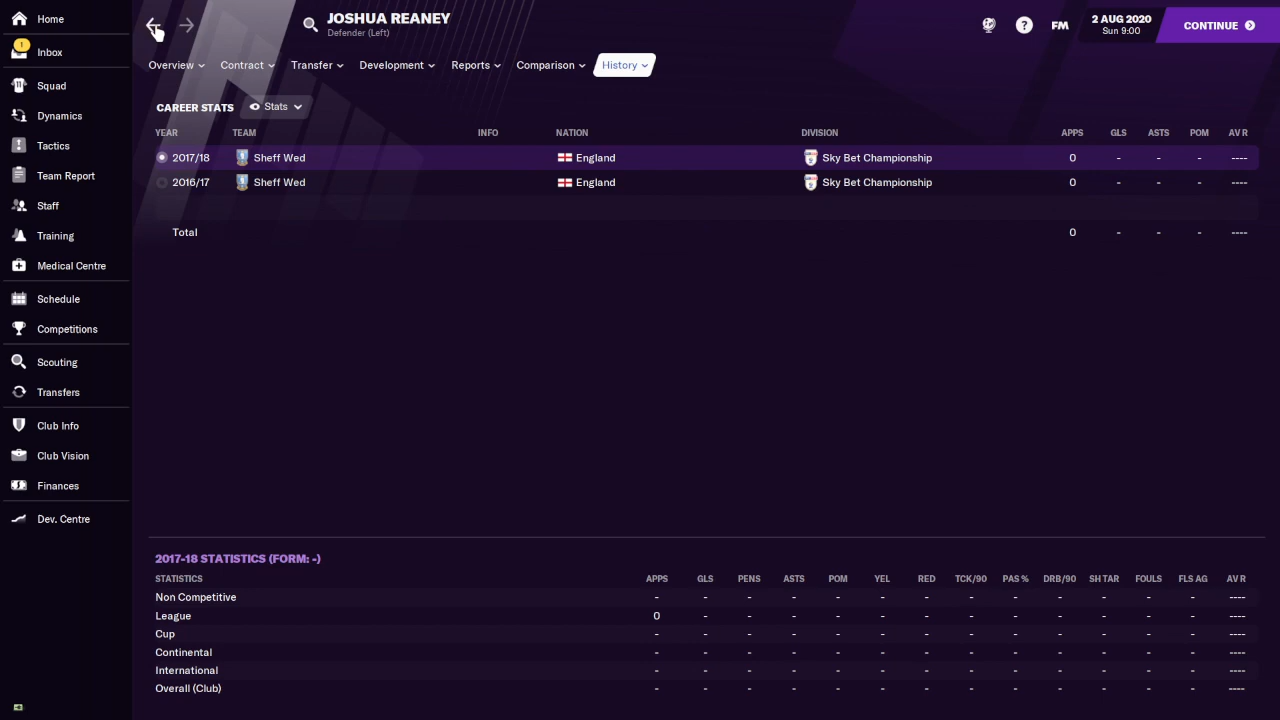 Home
1
Inbox
Squad
Dynamics
Tactics
Team Report
Staff
Training
Medical Centre
Schedule
Competitions
Scouting
Transfers
Club Info
Club Vision
Finances
Dev. Centre
JOSHUA REANEY
Defender (Left)
? FM 2 AUG 2020 CONTINUE
Sun 9:00
Overview Contract Transfer Development Reports Comparison History
CAREER STATS Stats
YEAR TEAM INFO NATION DIVISION APPS GLS ASTS POM AV R
2017/18 Sheff Wed England Sky Bet Championship 0 - - - ----
2016/17 Sheff Wed England Sky Bet Championship 0 - - - ----
Total 0 - - - ----
2017-18 STATISTICS (FORM: -)
STATISTICS APPS GLS PENS ASTS POM YEL RED TCK/90 PAS % DRB/90 SH TAR FOULS FLS AG AV R
Non Competitive - - - - - - - - - - - - - ----
League 0 - - - - - - - - - - - - ----
Cup - - - - - - - - - - - - - ----
Continental - - - - - - - - - - - - - ----
International - - - - - - - - - - - - - ----
Overall (Club) - - - - - - - - - - - - - ----